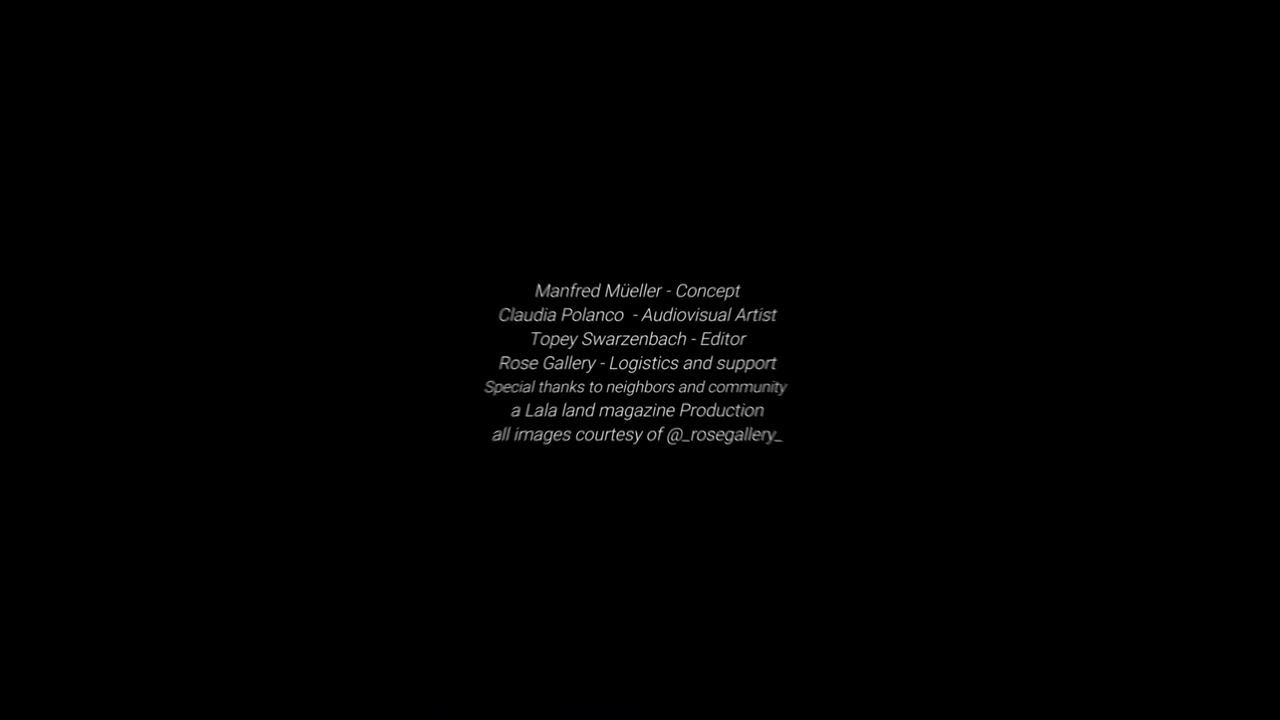 Manfred Müeller - Concept
Claudia Polanco  - Audiovisual Artist
Topey Swarzenbach - Editor
Rose Gallery - Logistics and support
Special thanks to neighbors and community
a Lala land magazine Production
all images courtesy of @_rosegallery_